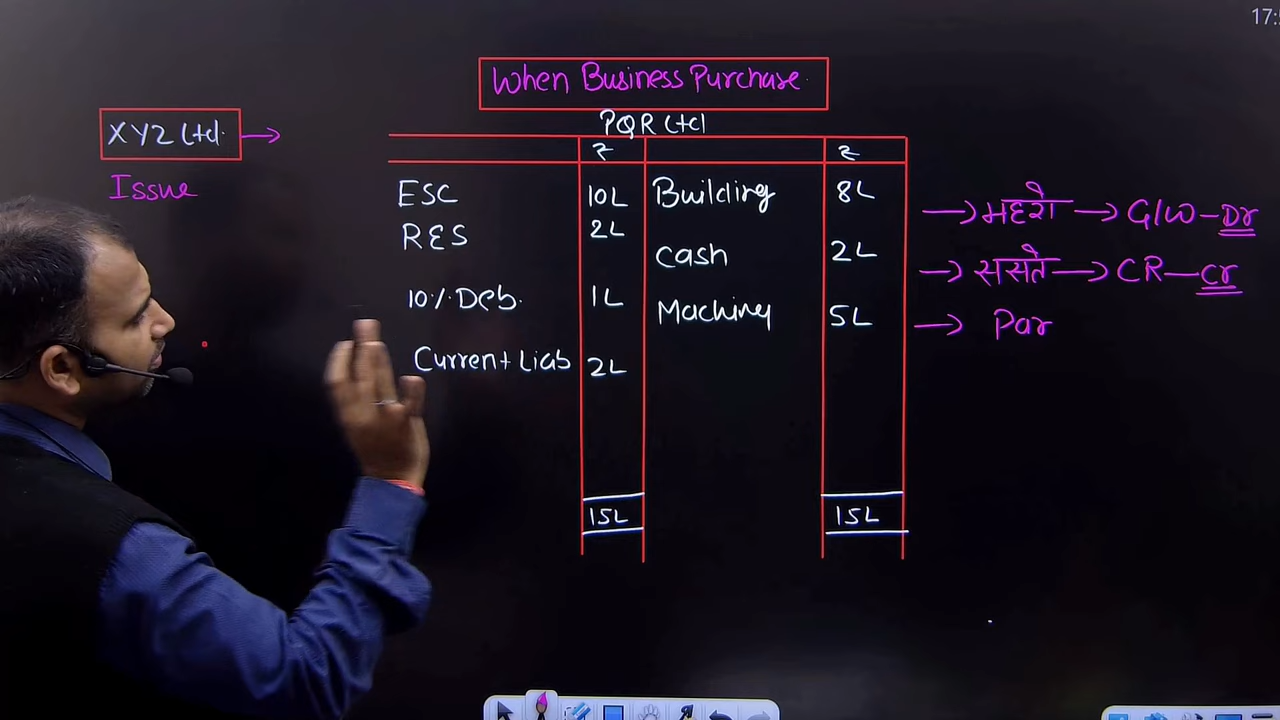 When Business Purchase
XYZ Ltd. →
Issue
PQR Ltd
₹ ₹
ESC 10L Building 8L
RES 2L
Cash 2L
10% Deb. 1L
Machinery 5L
Current Liab 2L
15L 15L
→ महंगे → G/W - Dr
→ सस्ते → CR - Cr
→ Par